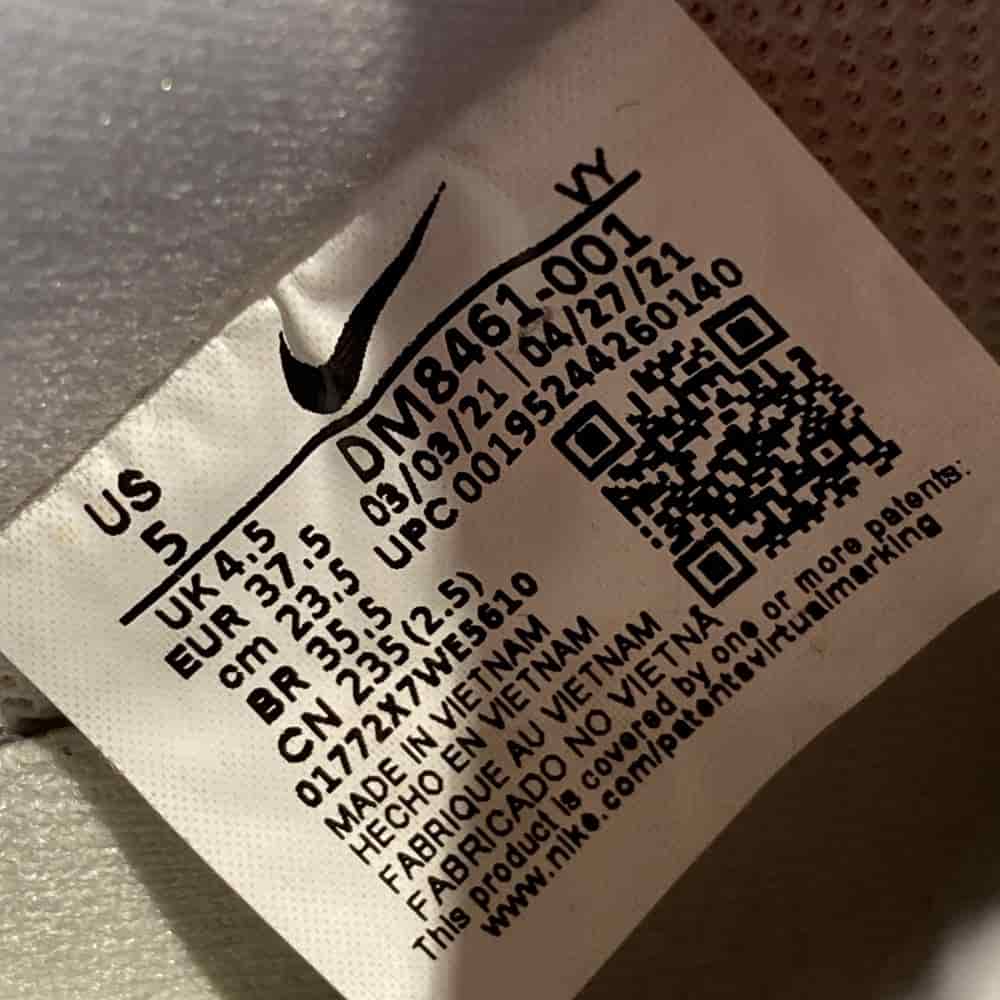 US
5
VY
UK 4.5
EUR 37.5
cm 23.5
BR 35.5
CN 235(2.5)
DM8461-001
03/03/21 | 04/27/21
UPC 00195244260140
01772X7WE5610
MADE IN VIETNAM
HECHO EN VIETNAM
FABRIQUE AU VIETNAM
FABRICADO NO VIETNÃ
This product is covered by one or more patents:
www.nike.com/patentsvirtualmarking